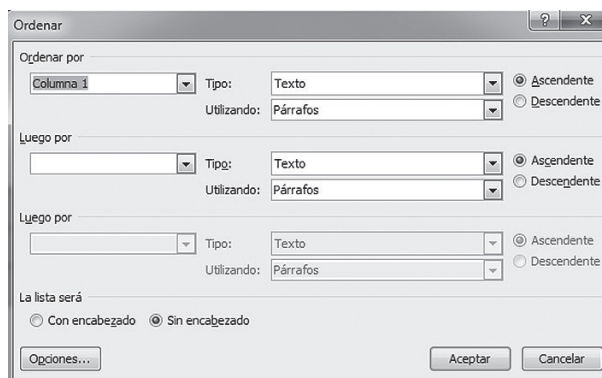 Ordenar
Ordenar por
Columna 1 Tipo: Texto Ascendente
Utilizando: Párrafos Descendente
Luego por
Tipo: Texto Ascendente
Utilizando: Párrafos Descendente
Luego por
Tipo: Texto Ascendente
Utilizando: Párrafos Descendente
La lista será
Con encabezado Sin encabezado
Opciones... Aceptar Cancelar